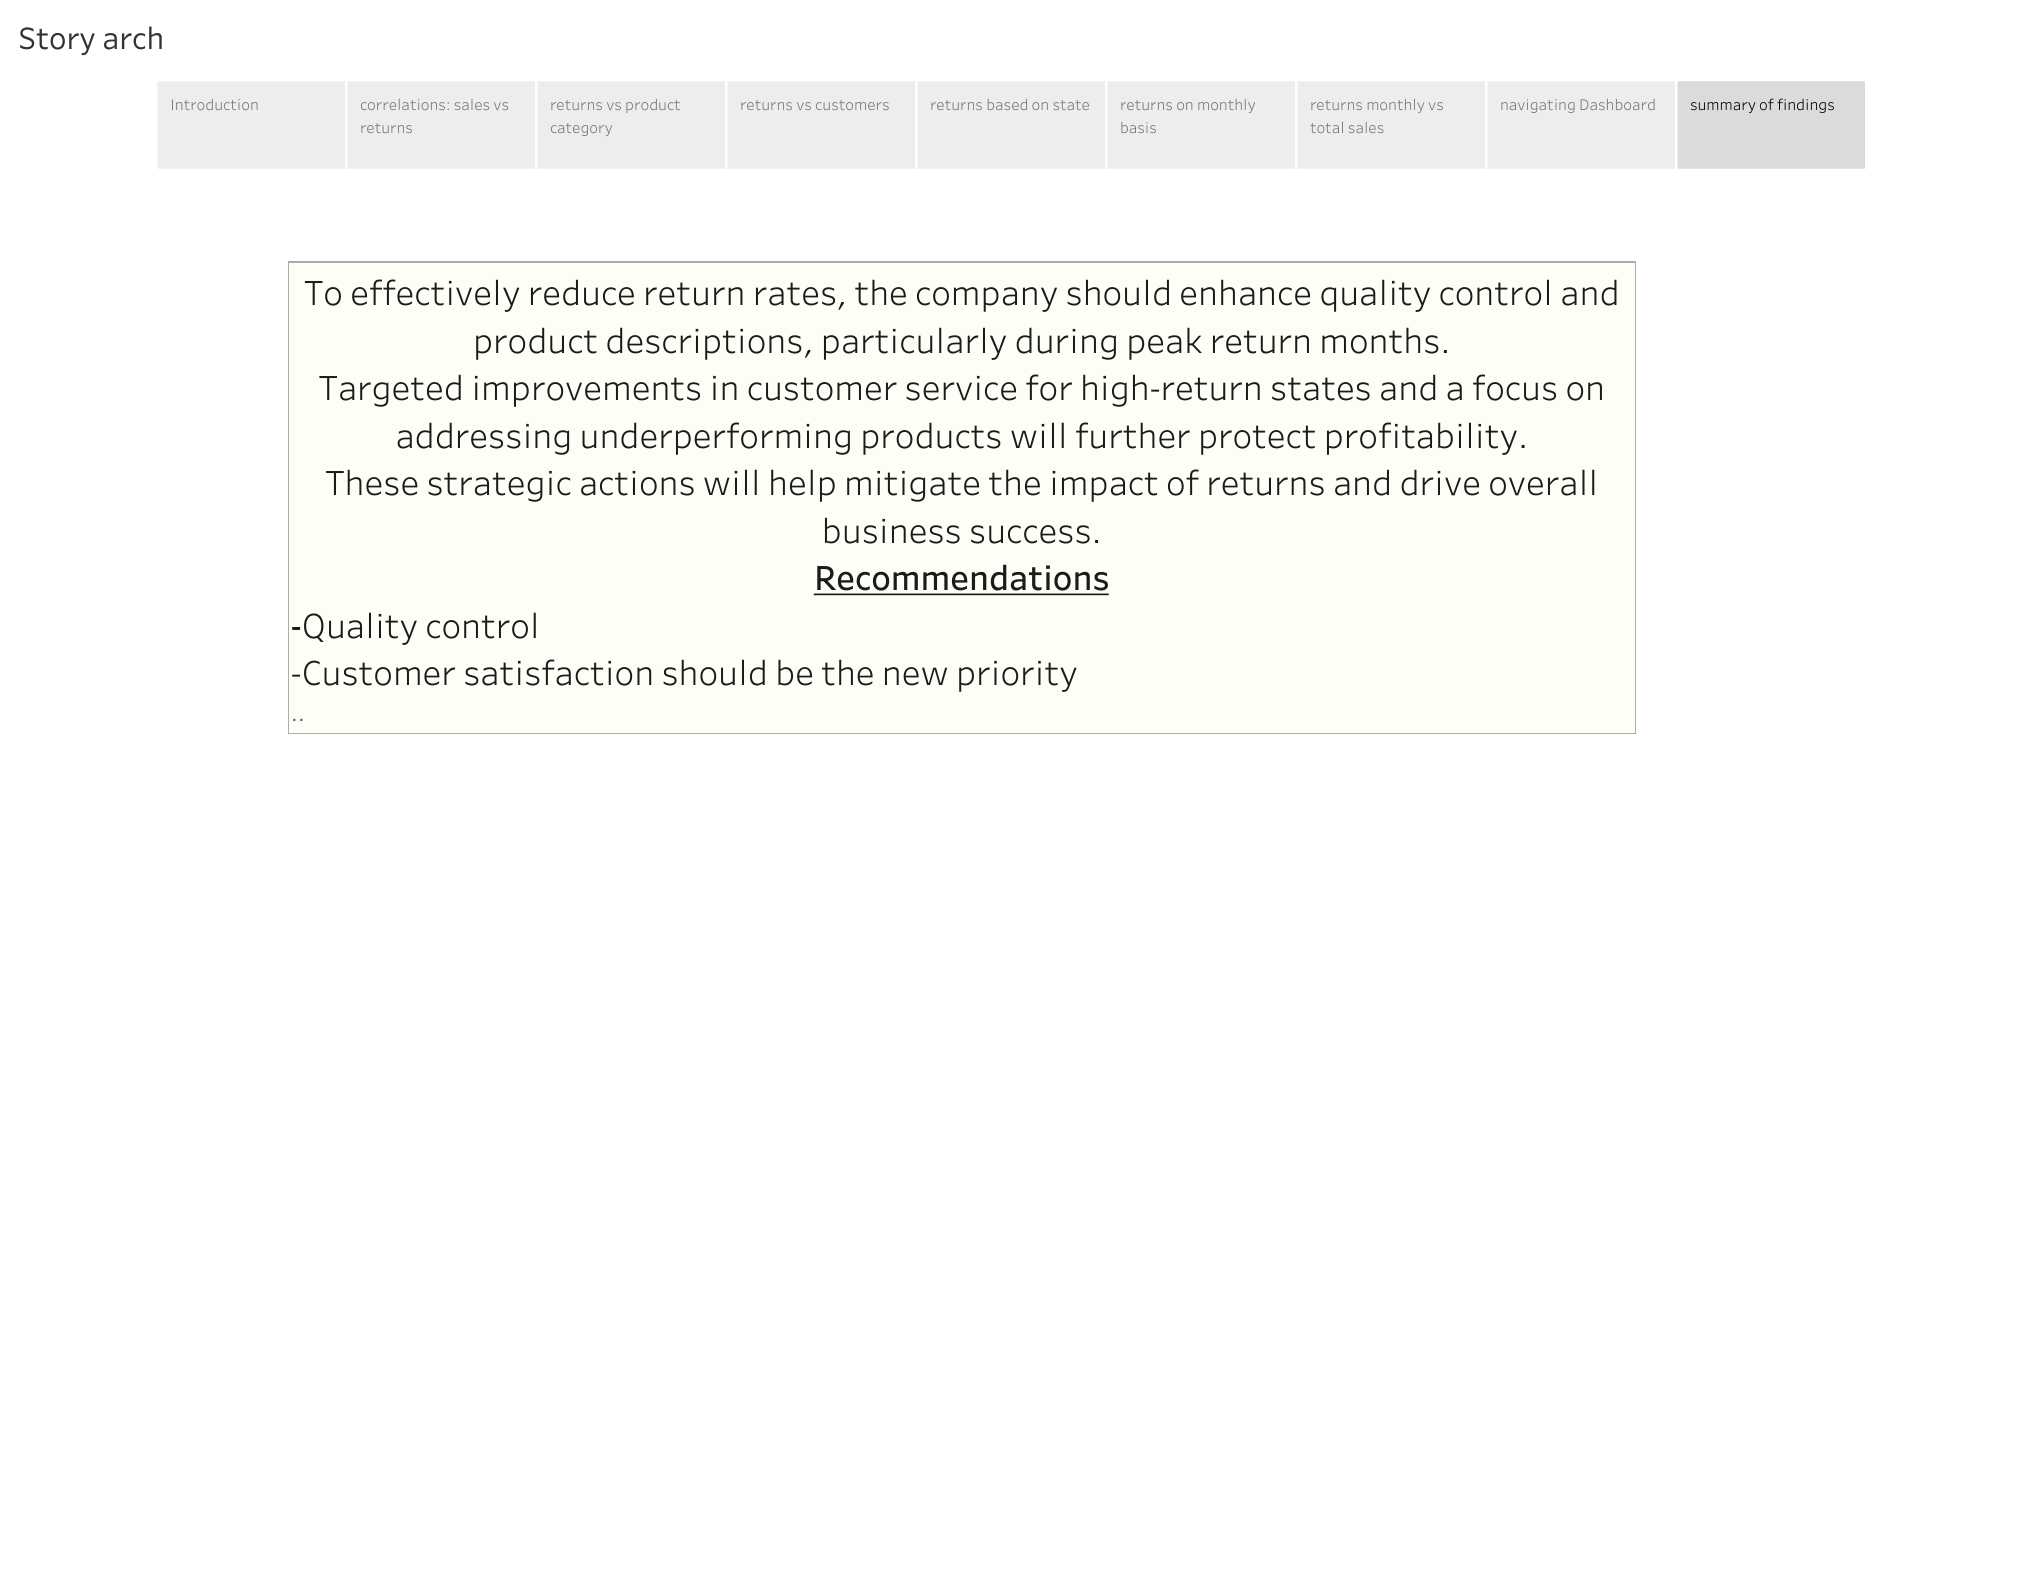 Story arch
Introduction
correlations: sales vs
returns
returns vs product
category
returns vs customers
returns based on state
returns on monthly
basis
returns monthly vs
total sales
navigating Dashboard
summary of findings
To effectively reduce return rates, the company should enhance quality control and
product descriptions, particularly during peak return months.
Targeted improvements in customer service for high-return states and a focus on
addressing underperforming products will further protect profitability.
These strategic actions will help mitigate the impact of returns and drive overall
business success.
Recommendations
-Quality control
-Customer satisfaction should be the new priority
..